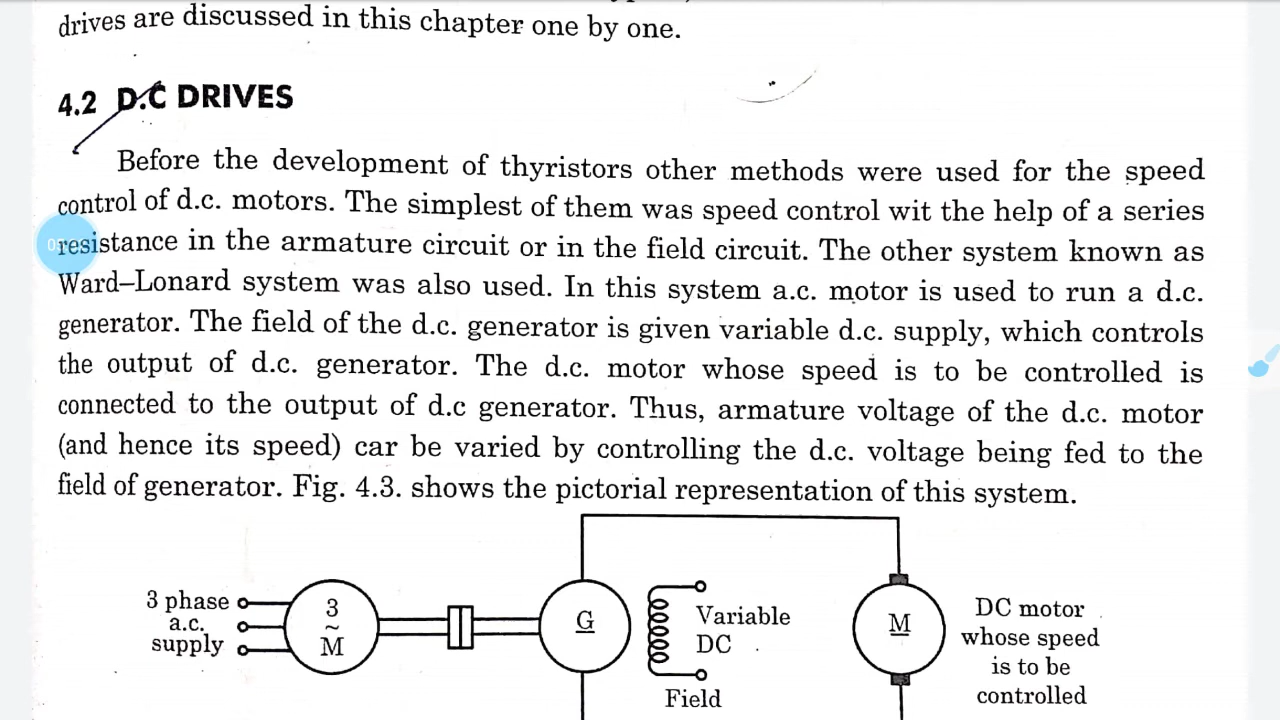 drives are discussed in this chapter one by one.
4.2 D.C DRIVES
Before the development of thyristors other methods were used for the speed
control of d.c. motors. The simplest of them was speed control wit the help of a series
resistance in the armature circuit or in the field circuit. The other system known as
Ward–Lonard system was also used. In this system a.c. motor is used to run a d.c.
generator. The field of the d.c. generator is given variable d.c. supply, which controls
the output of d.c. generator. The d.c. motor whose speed is to be controlled is
connected to the output of d.c generator. Thus, armature voltage of the d.c. motor
(and hence its speed) car be varied by controlling the d.c. voltage being fed to the
field of generator. Fig. 4.3. shows the pictorial representation of this system.
3 phase
a.c.
supply
3
~
M
G
Variable
DC
Field
M
DC motor
whose speed
is to be
controlled